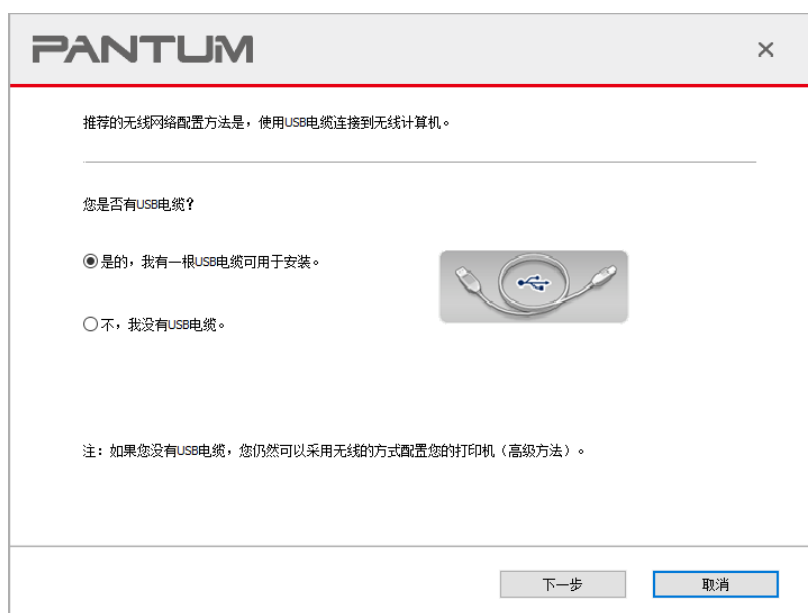 PANTUM
推荐的无线网络配置方法是，使用USB电缆连接到无线计算机。
您是否有USB电缆？
是的，我有一根USB电缆可用于安装。
不，我没有USB电缆。
注：如果您没有USB电缆，您仍然可以采用无线的方式配置您的打印机（高级方法）。
下一步
取消